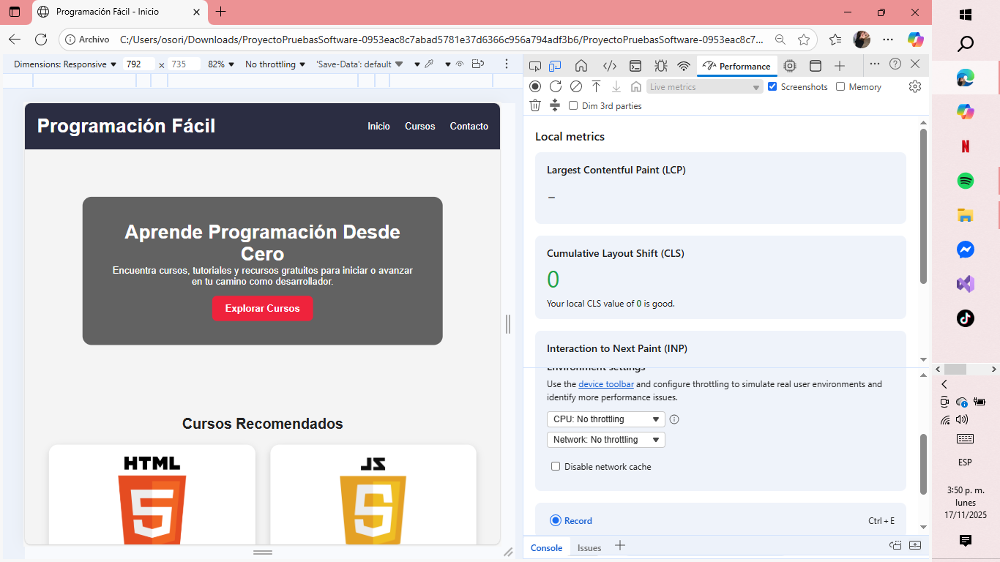 Programación Fácil - Inicio
Archivo
C:/Users/osori/Downloads/ProyectoPruebasSoftware-0953eac8c7abad5781e37d6366c956a794adf3b6/ProyectoPruebasSoftware-0953eac8c7...
Dimensions: Responsive
792
×
735
82%
No throttling
'Save-Data': default
Performance
Live metrics
Screenshots
Memory
Dim 3rd parties
Programación Fácil
Inicio
Cursos
Contacto
Aprende Programación Desde
Cero
Encuentra cursos, tutoriales y recursos gratuitos para iniciar o avanzar
en tu camino como desarrollador.
Explorar Cursos
Cursos Recomendados
HTML
5
JS
Local metrics
Largest Contentful Paint (LCP)
–
Cumulative Layout Shift (CLS)
0
Your local CLS value of 0 is good.
Interaction to Next Paint (INP)
Environment settings
Use the device toolbar and configure throttling to simulate real user environments and
identify more performance issues.
CPU: No throttling
Network: No throttling
Disable network cache
Record
Ctrl + E
Console
Issues
N
ESP
3:50 p. m.
lunes
17/11/2025